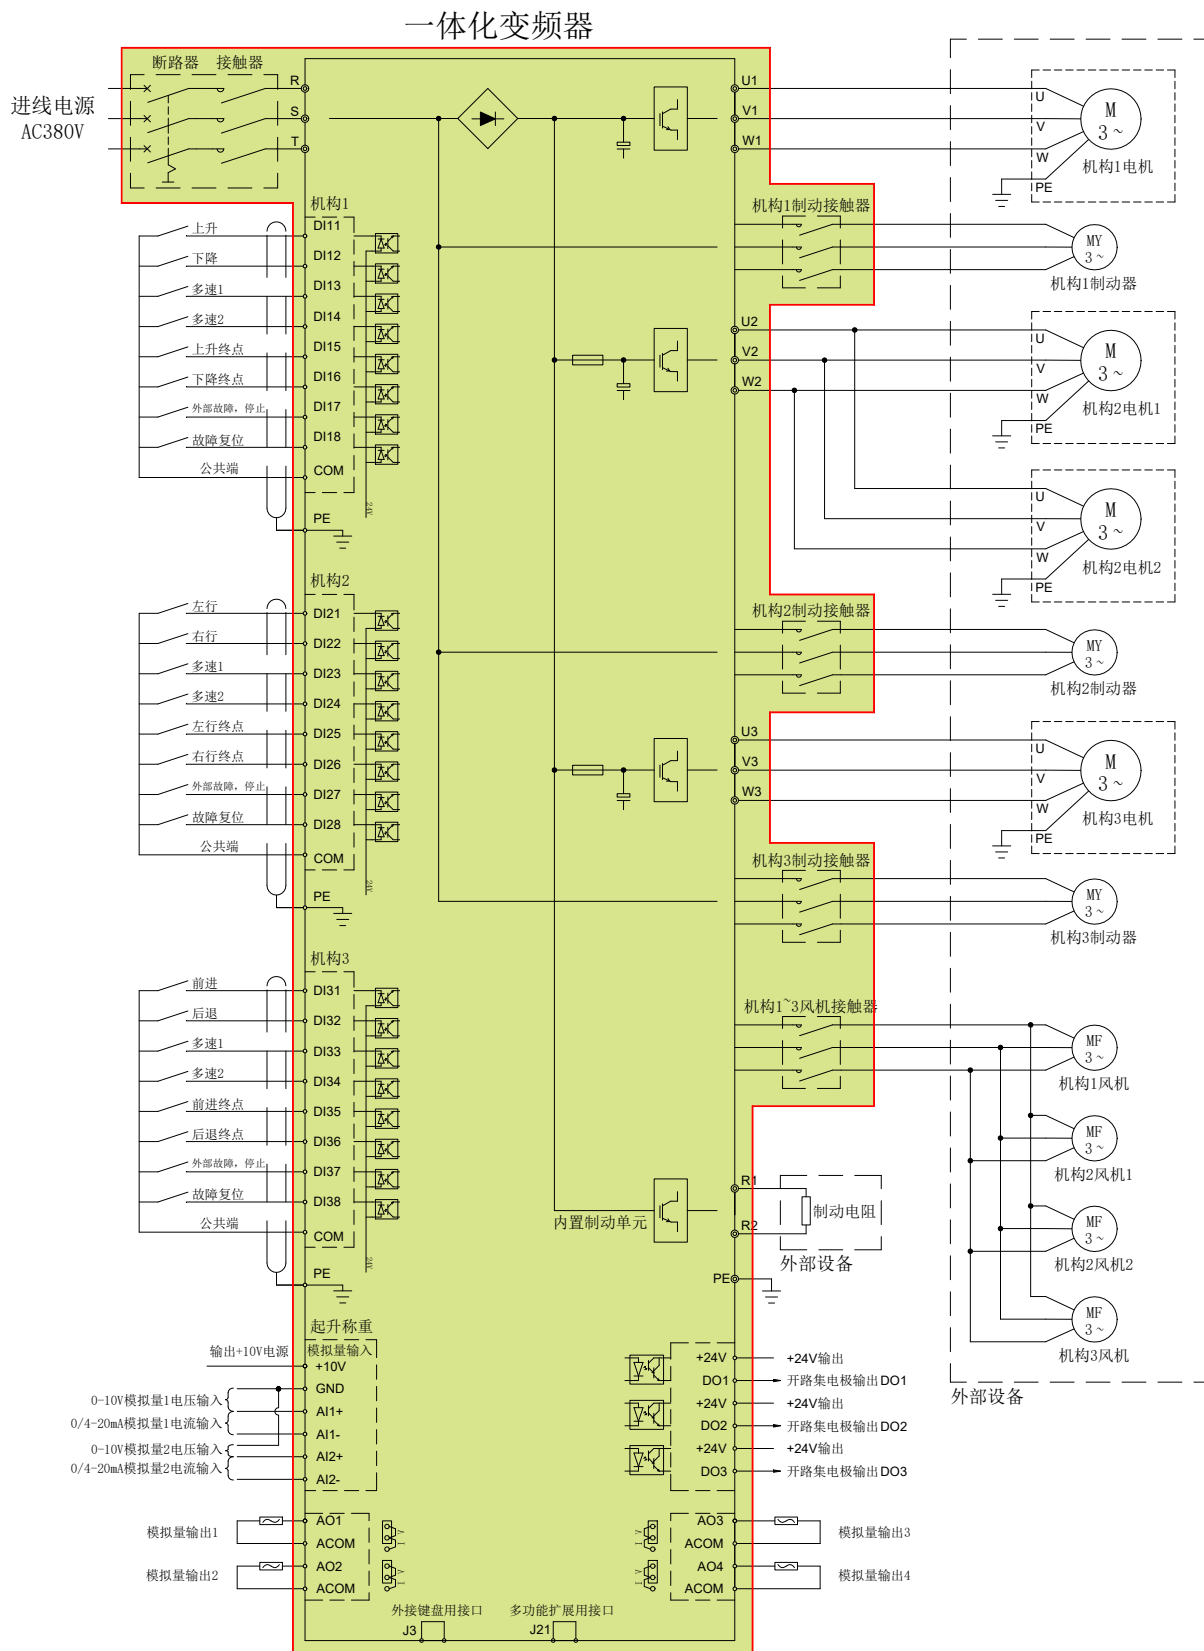 一体化变频器
断路器 接触器
进线电源
AC380V
R
S
T
U1
V1
W1
U
V
W
PE
M
3～
机构1电机
机构1制动接触器
MY
3～
机构1制动器
机构1
上升 DI11
下降 DI12
多速1 DI13
多速2 DI14
上升终点 DI15
下降终点 DI16
外部故障,停止 DI17
故障复位 DI18
公共端 COM
24V
PE
U2
V2
W2
U
V
W
PE
M
3～
机构2电机1
U
V
W
PE
M
3～
机构2电机2
机构2制动接触器
MY
3～
机构2制动器
机构2
左行 DI21
右行 DI22
多速1 DI23
多速2 DI24
左行终点 DI25
右行终点 DI26
外部故障,停止 DI27
故障复位 DI28
公共端 COM
24V
PE
U3
V3
W3
U
V
W
PE
M
3～
机构3电机
机构3制动接触器
MY
3～
机构3制动器
机构3
前进 DI31
后退 DI32
多速1 DI33
多速2 DI34
前进终点 DI35
后退终点 DI36
外部故障,停止 DI37
故障复位 DI38
公共端 COM
24V
PE
机构1~3风机接触器
MF
3～
机构1风机
MF
3～
机构2风机1
MF
3～
机构2风机2
MF
3～
机构3风机
外部设备
内置制动单元
R1
R2
制动电阻
外部设备
PE
起升称重
模拟量输入
输出+10V电源 +10V
GND
0-10V模拟量1电压输入
AI1+
0/4-20mA模拟量1电流输入
AI1-
0-10V模拟量2电压输入
AI2+
0/4-20mA模拟量2电流输入
AI2-
+24V +24V输出
DO1 开路集电极输出DO1
+24V +24V输出
DO2 开路集电极输出DO2
+24V +24V输出
DO3 开路集电极输出DO3
模拟量输出1
AO1
ACOM
V
I
模拟量输出2
AO2
ACOM
V
I
AO3
ACOM
V
I
模拟量输出3
AO4
ACOM
V
I
模拟量输出4
外接键盘用接口
J3
多功能扩展用接口
J21